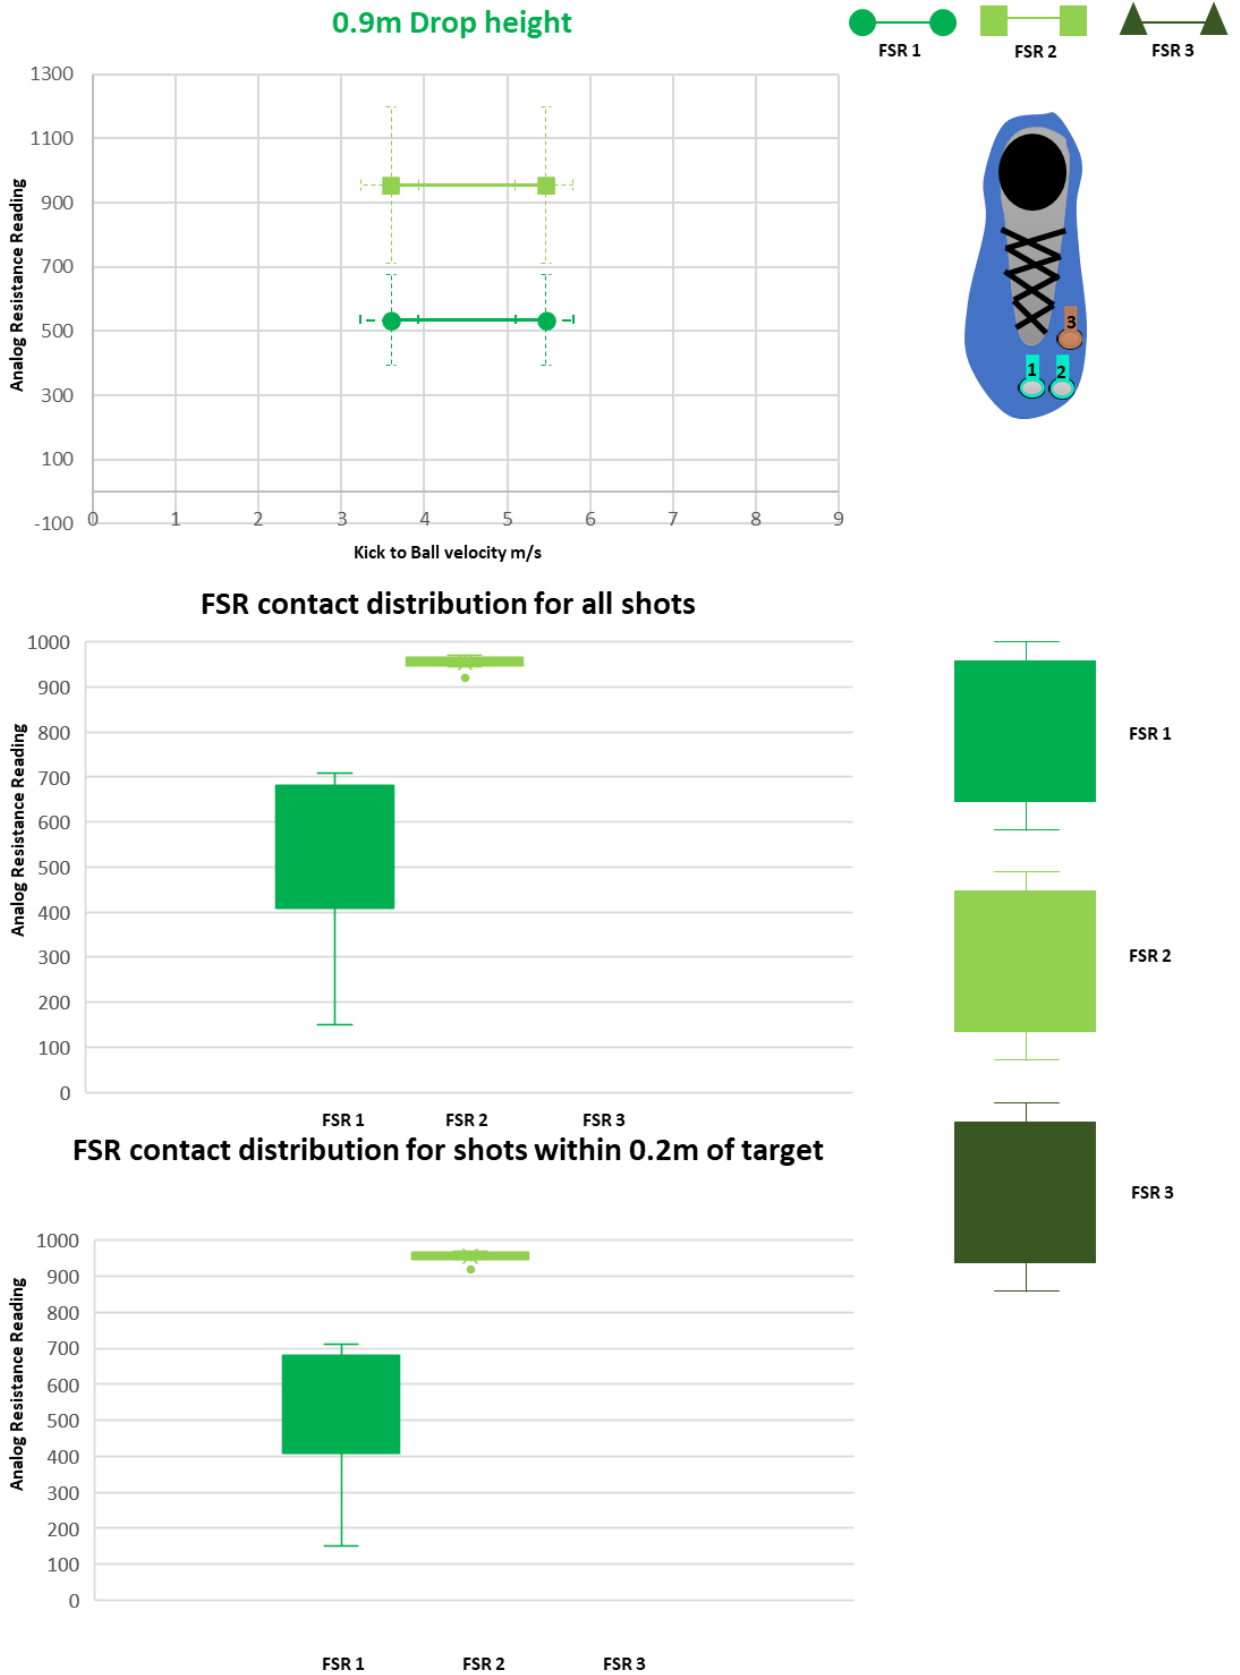 0.9m Drop height
FSR 1
FSR 2
FSR 3
1300
1100
900
700
500
300
100
-100
Analog Resistance Reading
0 1 2 3 4 5 6 7 8 9
Kick to Ball velocity m/s
3
1 2
FSR contact distribution for all shots
1000
900
800
700
600
500
400
300
200
100
0
Analog Resistance Reading
FSR 1 FSR 2 FSR 3
FSR 1
FSR 2
FSR 3
FSR contact distribution for shots within 0.2m of target
1000
900
800
700
600
500
400
300
200
100
0
Analog Resistance Reading
FSR 1 FSR 2 FSR 3